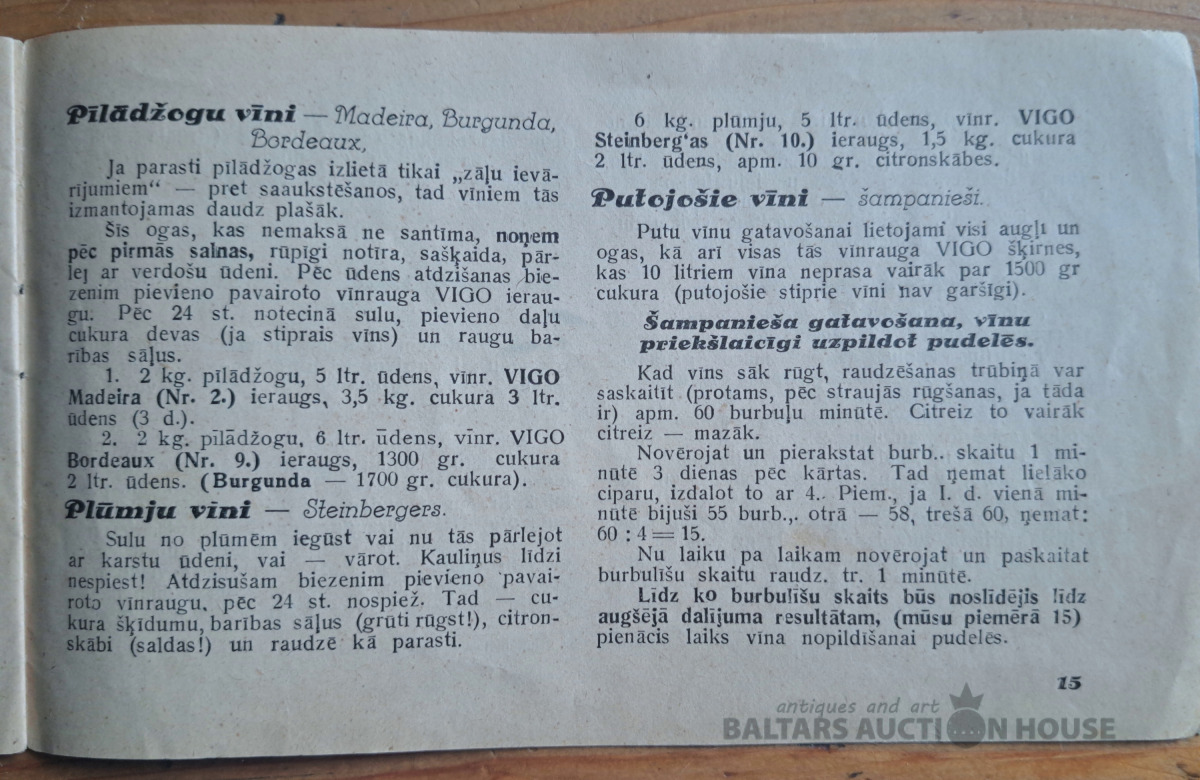 Pīlādžogu vīni — Madeira, Burgunda,
Bordeaux,
Ja parasti pīlādžogas izlietā tikai „zāļu ievā-
rījumiem“ — pret saaukstēšanos, tad vīniem tās
izmantojamas daudz plašāk.
Šīs ogas, kas nemaksā ne santīma, noņem
pēc pirmās salnas, rūpīgi notīra, sašķaida, pār-
lej ar verdošu ūdeni. Pēc ūdens atdzišanas bie-
zenim pievieno pavairoto vīnrauga VIGO ierau-
gu. Pēc 24 st. notecinā sulu, pievieno daļu
cukura devas (ja stiprais vīns) un raugu ba-
rības sāļus.
1. 2 kg. pīlādžogu, 5 ltr. ūdens, vīnr. VIGO
Madeira (Nr. 2.) ieraugs, 3,5 kg. cukura 3 ltr.
ūdens (3 d.).
2. 2 kg. pīlādžogu, 6 ltr. ūdens, vīnr. VIGO
Bordeaux (Nr. 9.) ieraugs, 1300 gr. cukura
2 ltr. ūdens. (Burgunda — 1700 gr. cukura).
Plūmju vīni — Steinbergers.
Sulu no plūmēm iegūst vai nu tās pārlejot
ar karstu ūdeni, vai — vārot. Kauliņus līdzi
nespiest! Atdzisušam biezenim pievieno pavai-
roto vīnraugu, pēc 24 st. nospiež. Tad — cu-
kura šķīdumu, barības sāļus (grūti rūgst!), citron-
skābi (saldas!) un raudzē kā parasti.
6 kg. plūmju, 5 ltr. ūdens, vīnr. VIGO
Steinberg‘as (Nr. 10.) ieraugs, 1,5 kg. cukura
2 ltr. ūdens, apm. 10 gr. citronskābes.
Putojošie vīni — šampanieši.
Putu vīnu gatavošanai lietojami visi augļi un
ogas, kā arī visas tās vīnrauga VIGO šķirnes,
kas 10 litriem vīna neprasa vairāk par 1500 gr
cukura (putojošie stiprie vīni nav garšīgi).
Šampanieša gatavošana, vīnu
priekšlaicīgi uzpildot pudelēs.
Kad vīns sāk rūgt, raudzēšanas trūbiņā var
saskaitīt (protams, pēc straujās rūgšanas, ja tāda
ir) apm. 60 burbuļu minūtē. Citreiz to vairāk
citreiz — mazāk.
Novērojat un pierakstat burb.. skaitu 1 mi-
nūtē 3 dienas pēc kārtas. Tad ņemat lielāko
ciparu, izdalot to ar 4.. Piem., ja I. d. vienā mi-
nūtē bijuši 55 burb.,. otrā — 58, trešā 60, ņemat:
60 : 4 = 15.
Nu laiku pa laikam novērojat un paskaitat
burbulīšu skaitu raudz. tr. 1 minūtē.
Līdz ko burbulīšu skaits būs noslīdējis līdz
augšējā dalījuma resultātam, (mūsu piemērā 15)
pienācis laiks vīna nopildīšanai pudelēs.
15
antiques and art
BALTARS AUCTION HOUSE